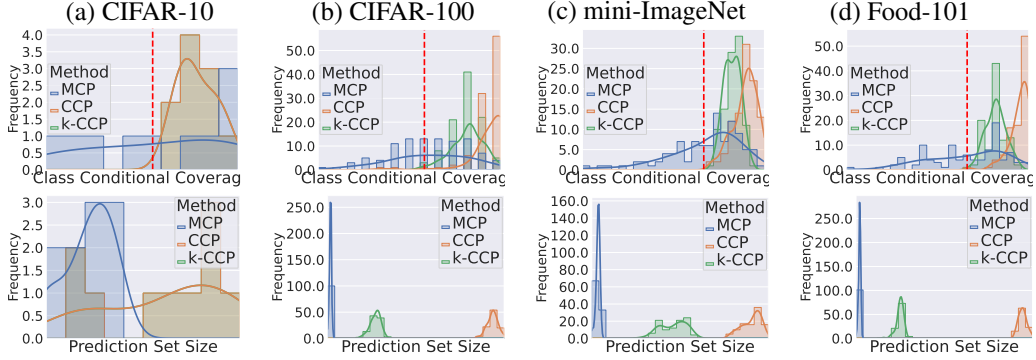 (a) CIFAR-10
Frequency
4.0
3.5
3.0
2.5
2.0
1.5
1.0
0.5
0.0
Method
MCP
CCP
k-CCP
Class Conditional Coverag
(b) CIFAR-100
Frequency
50.0
40.0
30.0
20.0
10.0
0.0
Method
MCP
CCP
k-CCP
Class Conditional Coverag
(c) mini-ImageNet
Frequency
30.0
25.0
20.0
15.0
10.0
5.0
0.0
Method
MCP
CCP
k-CCP
Class Conditional Coverag
(d) Food-101
Frequency
50.0
40.0
30.0
20.0
10.0
0.0
Method
MCP
CCP
k-CCP
Class Conditional Coverag
Frequency
3.0
2.5
2.0
1.5
1.0
0.5
0.0
Method
MCP
CCP
k-CCP
Prediction Set Size
Frequency
250.0
200.0
150.0
100.0
50.0
0.0
Method
MCP
CCP
k-CCP
Prediction Set Size
Frequency
160.0
140.0
120.0
100.0
80.0
60.0
40.0
20.0
0.0
Method
MCP
CCP
k-CCP
Prediction Set Size
Frequency
250.0
200.0
150.0
100.0
50.0
0.0
Method
MCP
CCP
k-CCP
Prediction Set Size